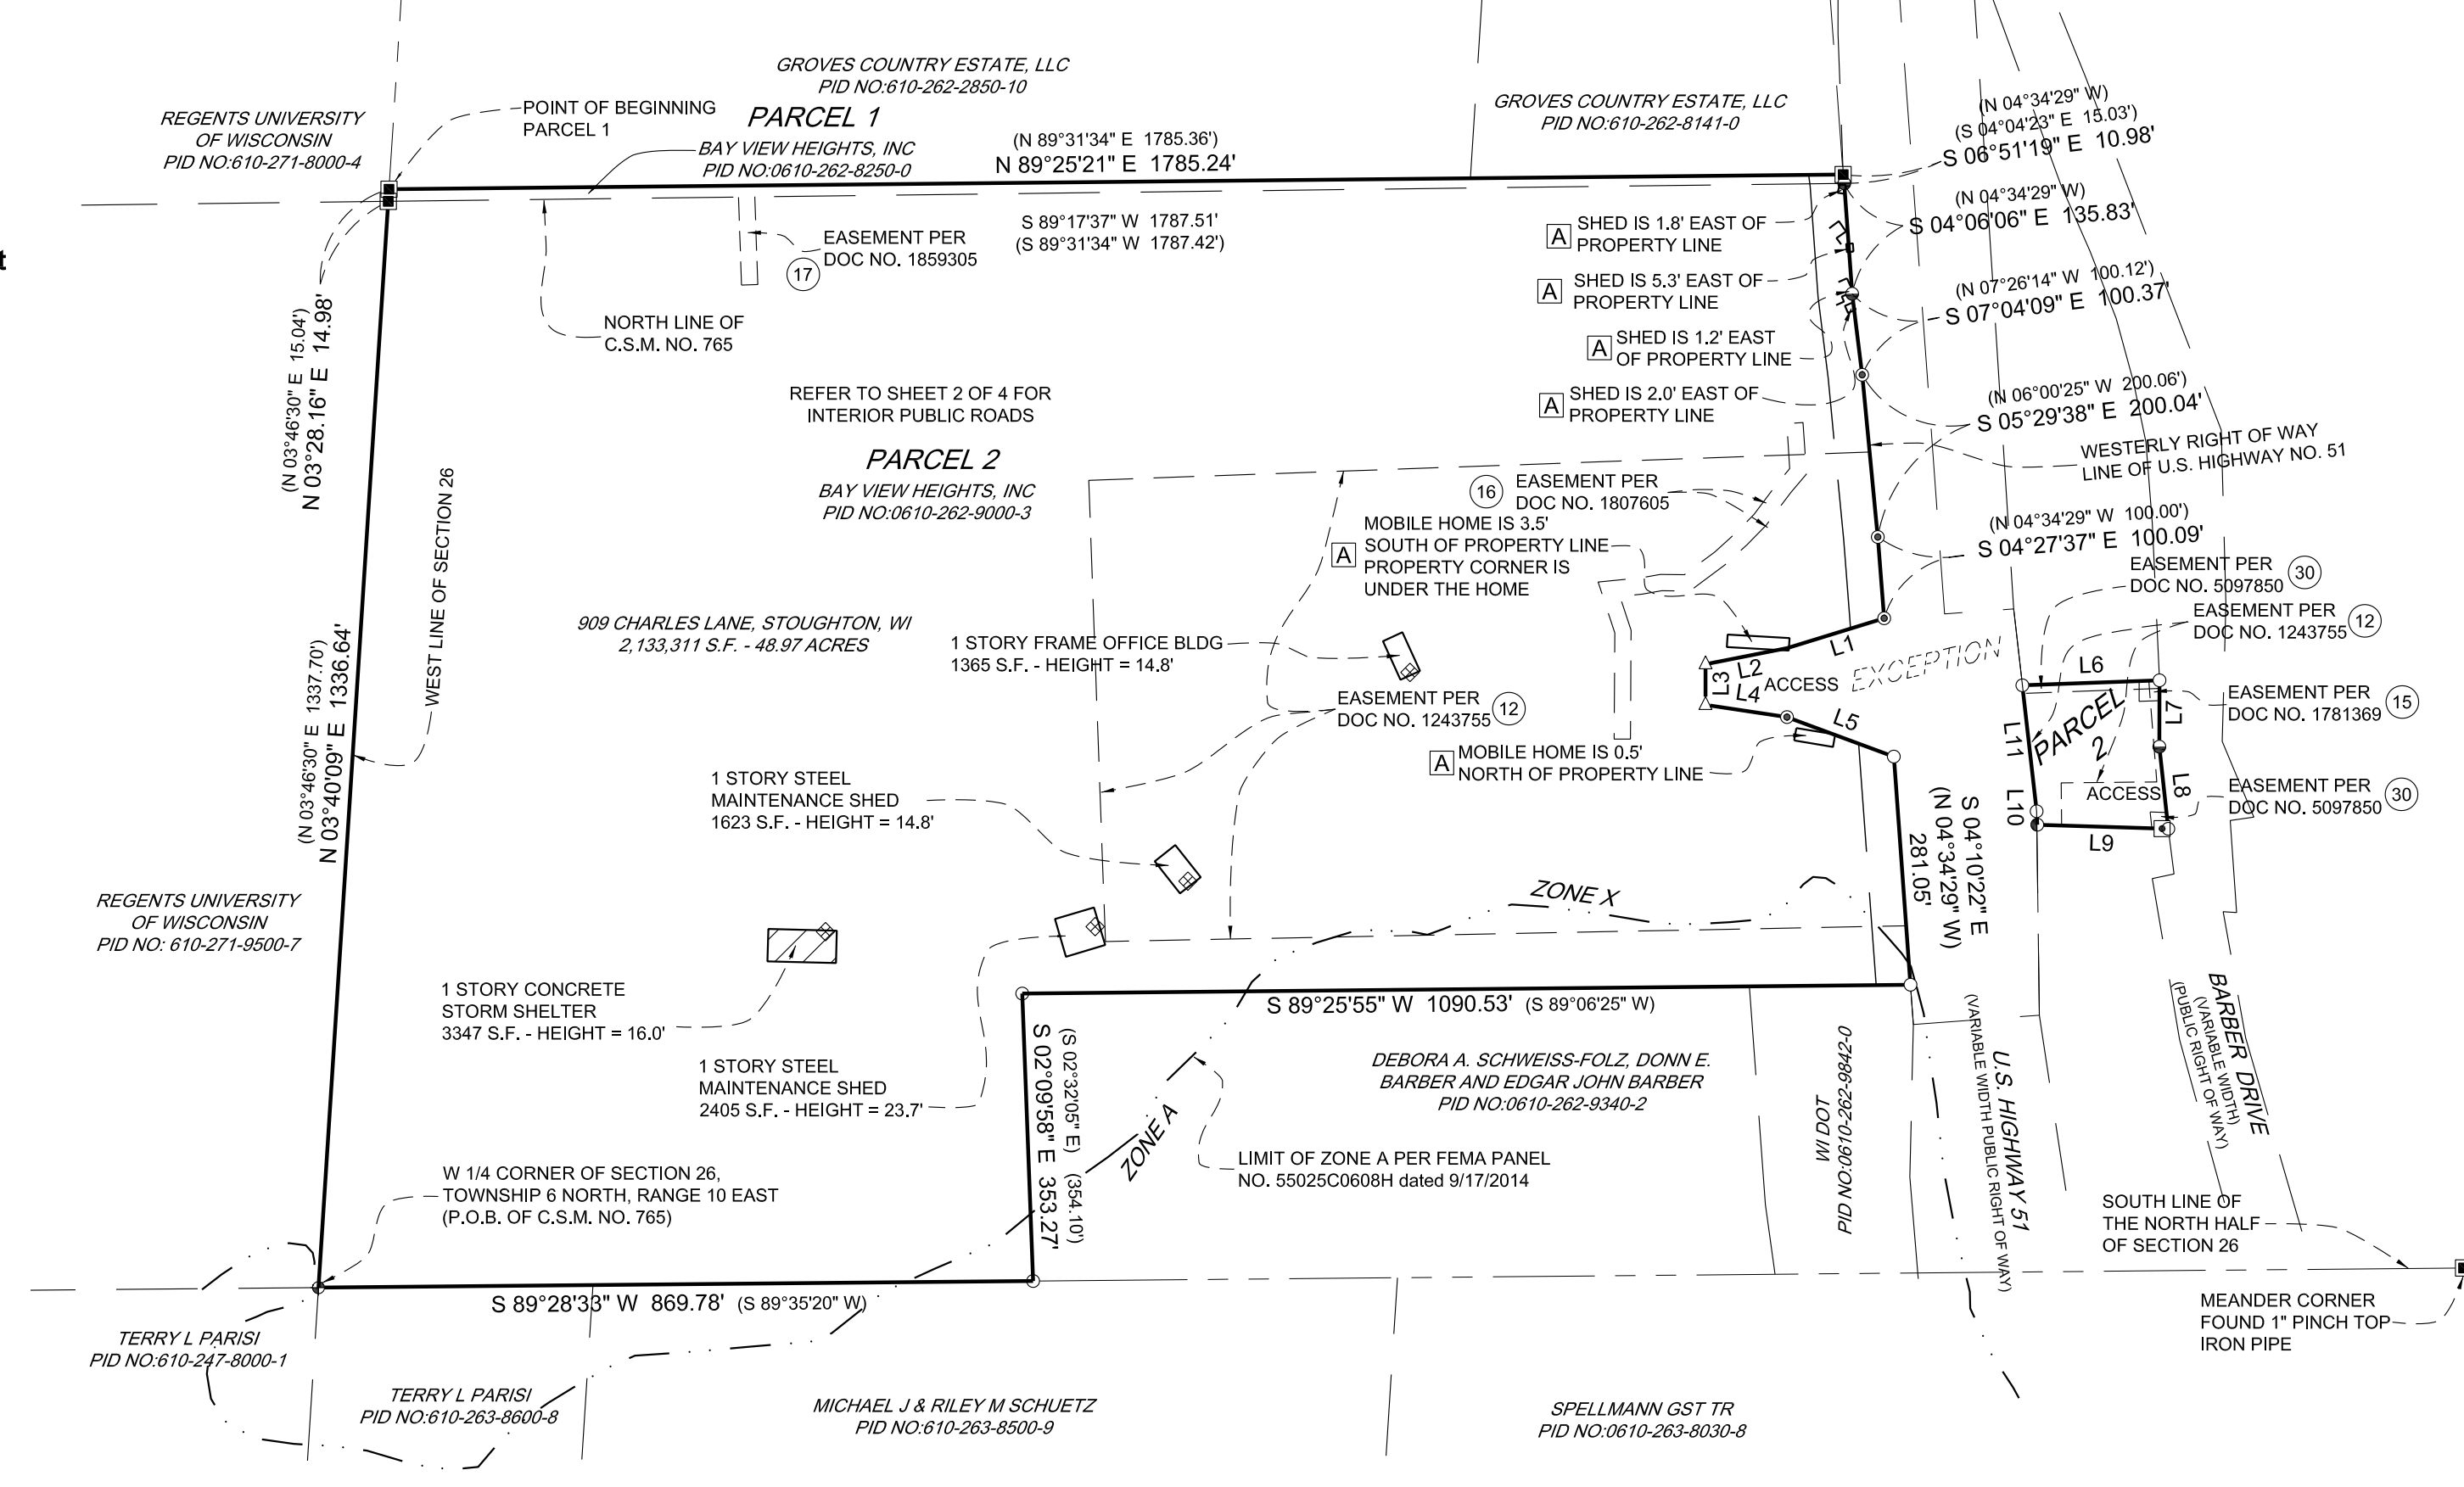 GROVES COUNTRY ESTATE, LLC
PID NO:610-262-2850-10
REGENTS UNIVERSITY
OF WISCONSIN
PID NO:610-271-8000-4
POINT OF BEGINNING
PARCEL 1
PARCEL 1
BAY VIEW HEIGHTS, INC
PID NO:0610-262-8250-0
(N 89°31'34" E 1785.36')
N 89°25'21" E 1785.24'
GROVES COUNTRY ESTATE, LLC
PID NO:610-262-8141-0
(N 04°34'29" W)
(S 04°04'23" E 15.03')
S 06°51'19" E 10.98'
(N 04°34'29" W)
S 04°06'06" E 135.83'
(N 07°26'14" W 100.12')
S 07°04'09" E 100.37'
(N 06°00'25" W 200.06')
S 05°29'38" E 200.04'
WESTERLY RIGHT OF WAY
LINE OF U.S. HIGHWAY NO. 51
(N 04°34'29" W 100.00')
S 04°27'37" E 100.09'
t
S 89°17'37" W 1787.51'
(S 89°31'34" W 1787.42')
EASEMENT PER
DOC NO. 1859305
17
NORTH LINE OF
C.S.M. NO. 765
A
SHED IS 1.8' EAST OF
PROPERTY LINE
A
SHED IS 5.3' EAST OF
PROPERTY LINE
A
SHED IS 1.2' EAST
OF PROPERTY LINE
A
SHED IS 2.0' EAST OF
PROPERTY LINE
(N 03°46'30" E 15.04')
N 03°28.16" E 14.98'
REFER TO SHEET 2 OF 4 FOR
INTERIOR PUBLIC ROADS
PARCEL 2
BAY VIEW HEIGHTS, INC
PID NO:0610-262-9000-3
WEST LINE OF SECTION 26
16
EASEMENT PER
DOC NO. 1807605
A
MOBILE HOME IS 3.5'
SOUTH OF PROPERTY LINE
PROPERTY CORNER IS
UNDER THE HOME
EASEMENT PER
DOC NO. 5097850
30
EASEMENT PER
DOC NO. 1243755
12
909 CHARLES LANE, STOUGHTON, WI
2,133,311 S.F. - 48.97 ACRES
1 STORY FRAME OFFICE BLDG
1365 S.F. - HEIGHT = 14.8'
L1
L2
L3
L4
L5
ACCESS
EXCEPTION
L6
L7
L8
L9
L10
L11
PARCEL
2
ACCESS
EASEMENT PER
DOC NO. 1781369
15
EASEMENT PER
DOC NO. 5097850
30
(N 03°46'30" E 1337.70')
N 03°40'09" E 1336.64'
EASEMENT PER
DOC NO. 1243755
12
A
MOBILE HOME IS 0.5'
NORTH OF PROPERTY LINE
1 STORY STEEL
MAINTENANCE SHED
1623 S.F. - HEIGHT = 14.8'
S 04°10'22" E
(N 04°34'29" W)
281.05'
REGENTS UNIVERSITY
OF WISCONSIN
PID NO: 610-271-9500-7
ZONE X
1 STORY CONCRETE
STORM SHELTER
3347 S.F. - HEIGHT = 16.0'
S 89°25'55" W 1090.53' (S 89°06'25" W)
1 STORY STEEL
MAINTENANCE SHED
2405 S.F. - HEIGHT = 23.7'
(S 02°32'05" E) (354.10')
S 02°09'58" E 353.27'
ZONE A
DEBORA A. SCHWEISS-FOLZ, DONN E.
BARBER AND EDGAR JOHN BARBER
PID NO:0610-262-9340-2
WI DOT
PID NO:0610-262-9842-0
U.S. HIGHWAY 51
(VARIABLE WIDTH PUBLIC RIGHT OF WAY)
BARBER DRIVE
(VARIABLE WIDTH)
(PUBLIC RIGHT OF WAY)
LIMIT OF ZONE A PER FEMA PANEL
NO. 55025C0608H dated 9/17/2014
W 1/4 CORNER OF SECTION 26,
TOWNSHIP 6 NORTH, RANGE 10 EAST
(P.O.B. OF C.S.M. NO. 765)
SOUTH LINE OF
THE NORTH HALF
OF SECTION 26
S 89°28'33" W 869.78' (S 89°35'20" W)
MEANDER CORNER
FOUND 1" PINCH TOP
IRON PIPE
TERRY L PARISI
PID NO:610-247-8000-1
TERRY L PARISI
PID NO:610-263-8600-8
MICHAEL J & RILEY M SCHUETZ
PID NO:610-263-8500-9
SPELLMANN GST TR
PID NO:0610-263-8030-8